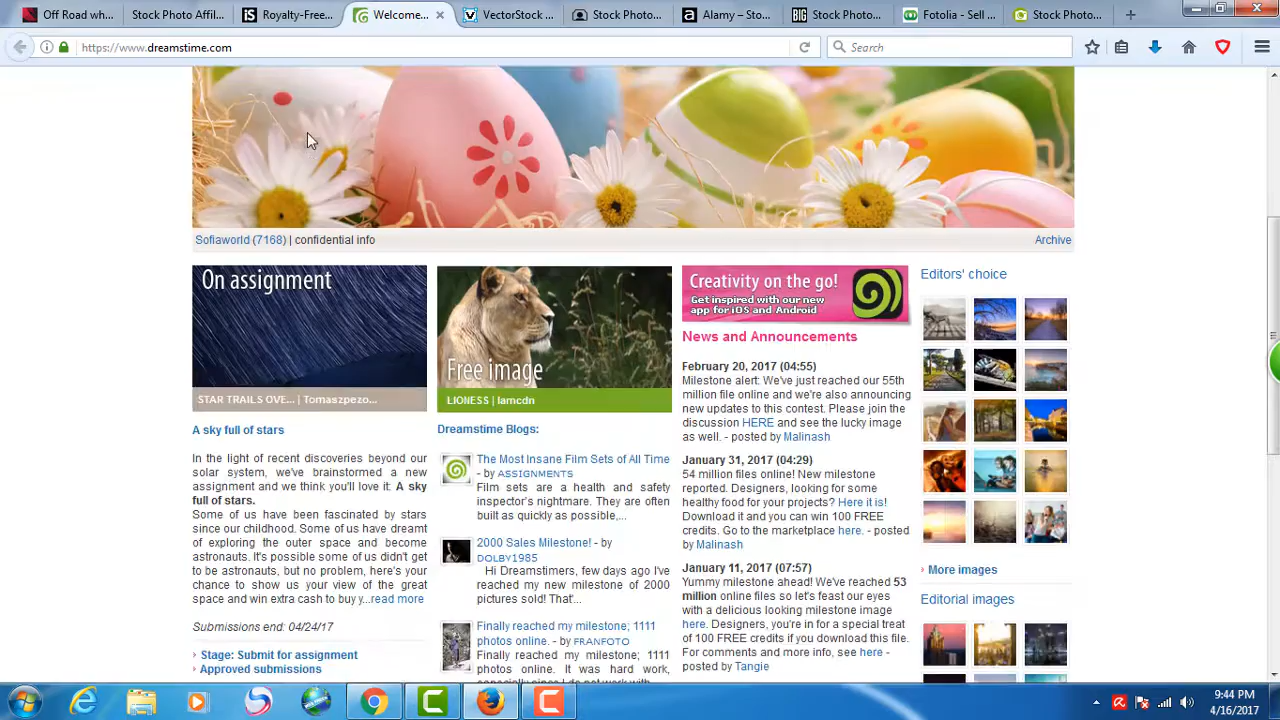 Off Road wh...
Stock Photo Affil...
Royalty-Free...
Welcome...
VectorStock ...
Stock Photo...
Alamy - Sto...
Stock Photo...
Fotolia - Sell ...
Stock Photo...
https://www.dreamstime.com
Search
Sofiaworld (7168) | confidential info
Archive
On assignment
STAR TRAILS OVE... | Tomaszpezo...
A sky full of stars
In the light of recent discoveries beyond our
solar system, we've brainstormed a new
assignment and we think you'll love it: A sky
full of stars.
Some of us have been fascinated by stars
since our childhood. Some of us have dreamt
of exploring the outer space and become
astronauts. It's possible some of us didn't get
to be astronauts, but no problem, here's your
chance to show us your view of the great
space and win extra cash to buy y...read more
Submissions end: 04/24/17
Stage: Submit for assignment
Approved submissions
Free image
LIONESS | Iamcdn
Dreamstime Blogs:
The Most Insane Film Sets of All Time
- by ASSIGNMENTS
Film sets are a health and safety
inspector's nightmare. They are often
built as quickly as possible,...
2000 Sales Milestone! - by
DOLBY1985
Hi Dreamstimers, few days ago I've
reached my new milestone of 2000
pictures sold! That'...
Finally reached my milestone; 1111
photos online. - by FRANFOTO
Finally reached my milestone; 1111
photos online. It was hard work,
especially since I do not work with
Creativity on the go!
Get inspired with our new
app for iOS and Android
News and Announcements
February 20, 2017 (04:55)
Milestone alert: We've just reached our 55th
million file online and we're also announcing
new updates to this contest. Please join the
discussion HERE and see the lucky image
as well. - posted by Malinash
January 31, 2017 (04:29)
54 million files online! New milestone
reported. Designers, looking for some
healthy food for your projects? Here it is!
Download it and you can win 100 FREE
credits. Go to the marketplace here. - posted
by Malinash
January 11, 2017 (07:57)
Yummy milestone ahead! We've reached 53
million online files so let's feast our eyes
with a delicious looking milestone image
here. Designers, you're in for a special treat
of 100 FREE credits if you download this file.
For comments and more info, see here -
posted by Tangie
Editors' choice
More images
Editorial images
9:44 PM
4/16/2017